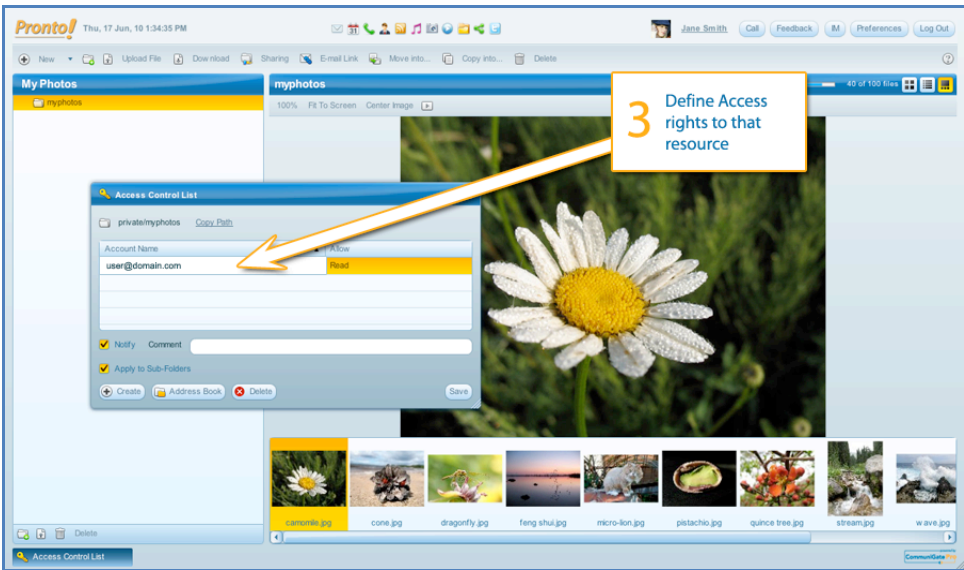 Pronto! Thu, 17 Jun, 10 1:34:35 PM Jane Smith Call Feedback IM Preferences Log Out
New Upload File Download Sharing E-mail Link Move into... Copy into... Delete
My Photos
myphotos
myphotos 40 of 100 files
100% Fit To Screen Center Image
3 Define Access
rights to that
resource
Access Control List
private/myphotos Copy Path
Account Name Allow
user@domain.com Read
Notify Comment
Apply to Sub-Folders
Create Address Book Delete Save
camomile.jpg cone.jpg dragonfly.jpg feng shui.jpg micro-lion.jpg pistachio.jpg quince tree.jpg stream.jpg wave.jpg
Delete
Access Control List CommuniGate Pro